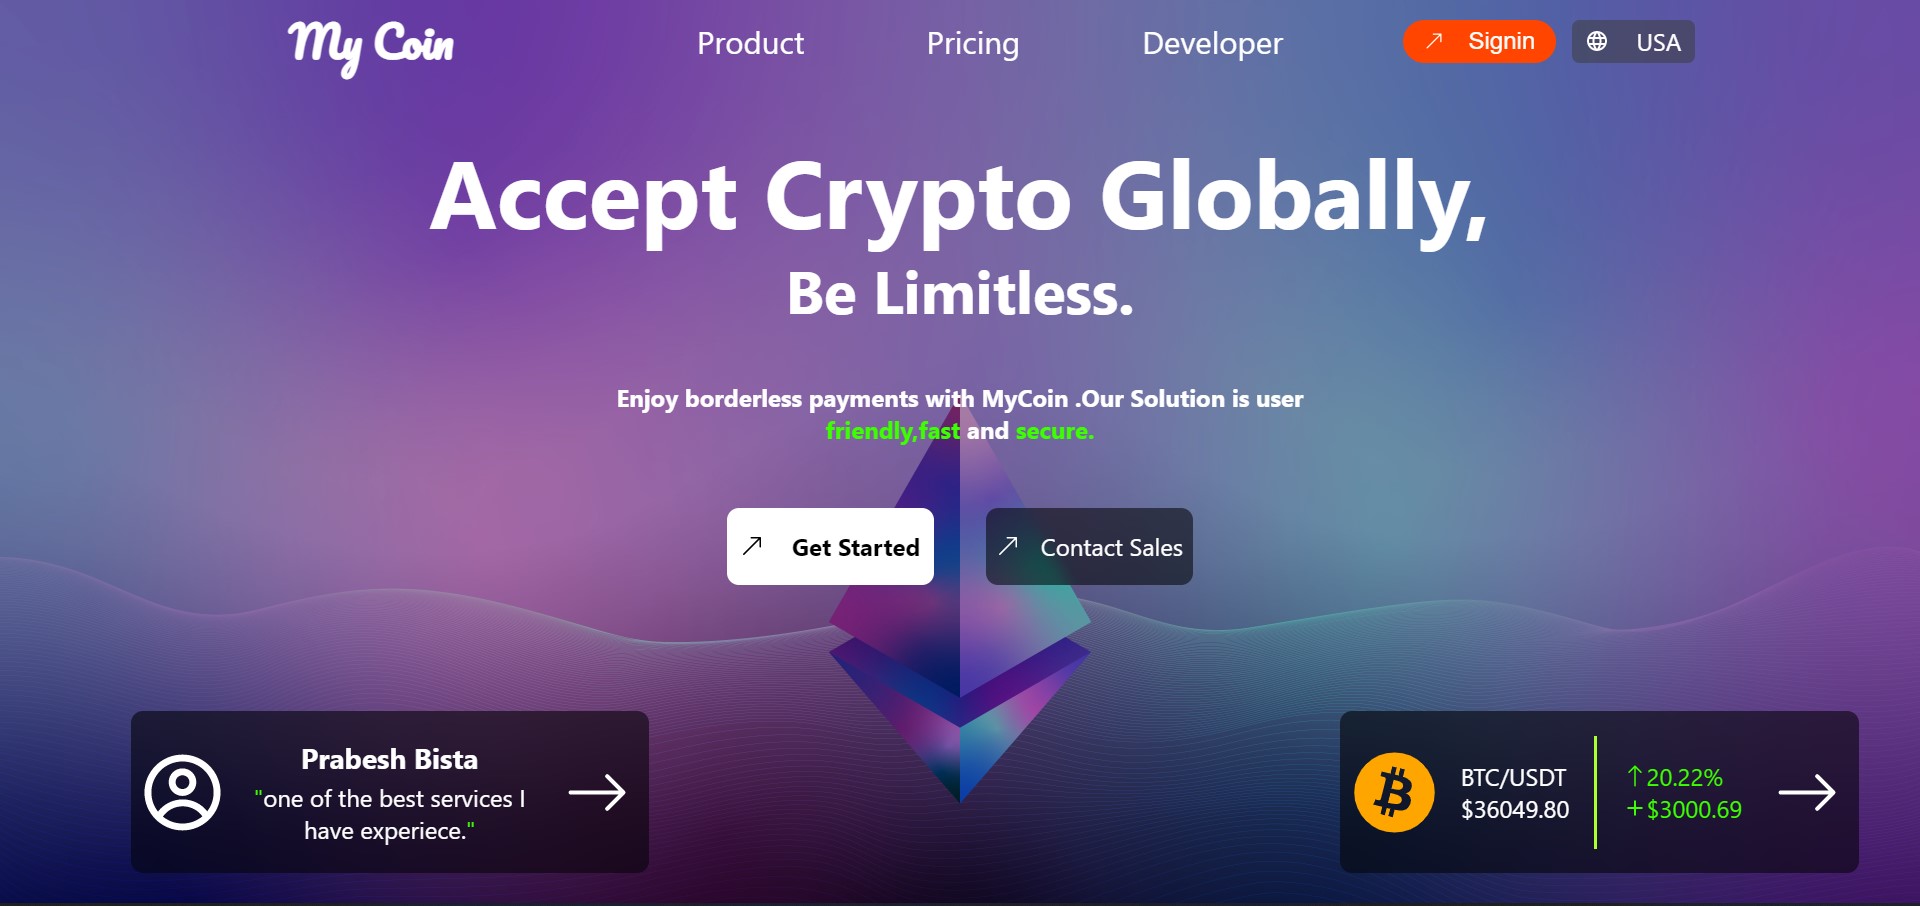 My Coin
Product
Pricing
Developer
Signin
USA
Accept Crypto Globally,
Be Limitless.
Enjoy borderless payments with MyCoin .Our Solution is user
friendly,fast and secure.
Get Started
Contact Sales
Prabesh Bista
"one of the best services I
have experiece."
BTC/USDT
$36049.80
↑20.22%
+$3000.69